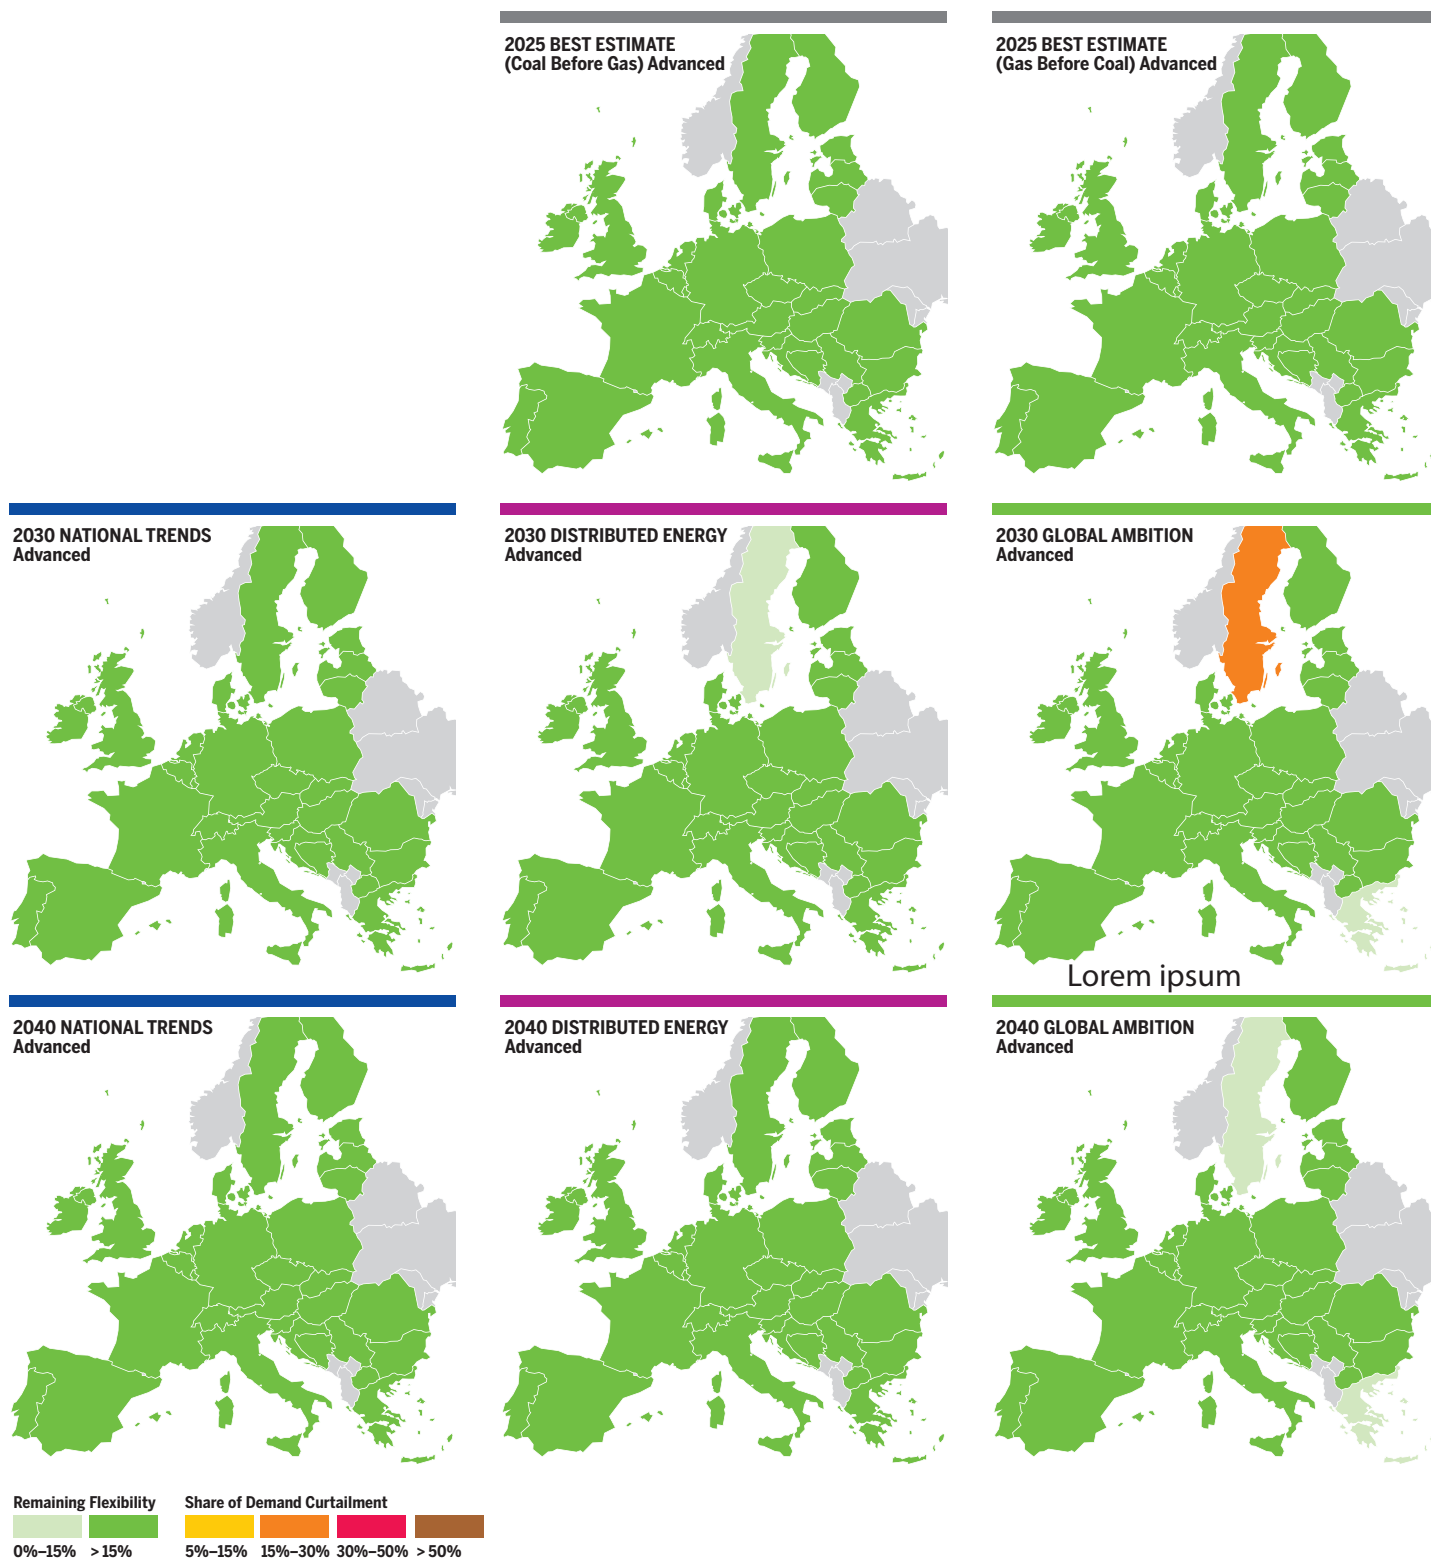 2025 BEST ESTIMATE
(Coal Before Gas) Advanced
2025 BEST ESTIMATE
(Gas Before Coal) Advanced
2030 NATIONAL TRENDS
Advanced
2030 DISTRIBUTED ENERGY
Advanced
2030 GLOBAL AMBITION
Advanced
Lorem ipsum
2040 NATIONAL TRENDS
Advanced
2040 DISTRIBUTED ENERGY
Advanced
2040 GLOBAL AMBITION
Advanced
Remaining Flexibility
0%–15% > 15%
Share of Demand Curtailment
5%–15% 15%–30% 30%–50% > 50%